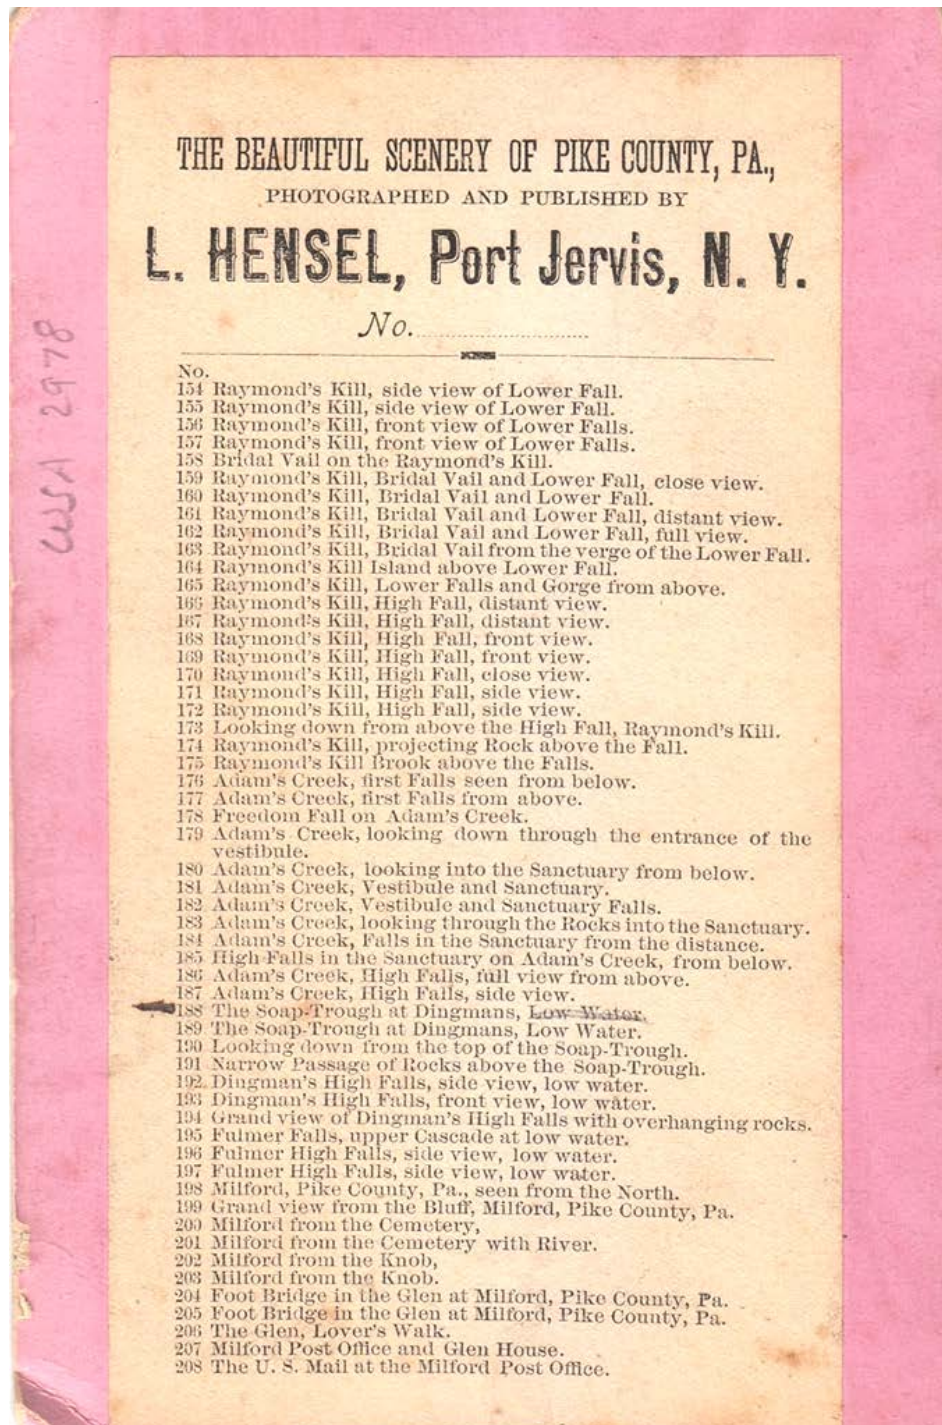 THE BEAUTIFUL SCENERY OF PIKE COUNTY, PA.,
PHOTOGRAPHED AND PUBLISHED BY
L. HENSEL, Port Jervis, N. Y.
No.
No.
154 Raymond's Kill, side view of Lower Fall.
155 Raymond's Kill, side view of Lower Fall.
156 Raymond's Kill, front view of Lower Falls.
157 Raymond's Kill, front view of Lower Falls.
158 Bridal Vail on the Raymond's Kill.
159 Raymond's Kill, Bridal Vail and Lower Fall, close view.
160 Raymond's Kill, Bridal Vail and Lower Fall.
161 Raymond's Kill, Bridal Vail and Lower Fall, distant view.
162 Raymond's Kill, Bridal Vail and Lower Fall, full view.
163 Raymond's Kill, Bridal Vail from the verge of the Lower Fall.
164 Raymond's Kill Island above Lower Fall.
165 Raymond's Kill, Lower Falls and Gorge from above.
166 Raymond's Kill, High Fall, distant view.
167 Raymond's Kill, High Fall, distant view.
168 Raymond's Kill, High Fall, front view.
169 Raymond's Kill, High Fall, front view.
170 Raymond's Kill, High Fall, close view.
171 Raymond's Kill, High Fall, side view.
172 Raymond's Kill, High Fall, side view.
173 Looking down from above the High Fall, Raymond's Kill.
174 Raymond's Kill, projecting Rock above the Fall.
175 Raymond's Kill Brook above the Falls.
176 Adam's Creek, first Falls seen from below.
177 Adam's Creek, first Falls from above.
178 Freedom Fall on Adam's Creek.
179 Adam's Creek, looking down through the entrance of the
vestibule.
180 Adam's Creek, looking into the Sanctuary from below.
181 Adam's Creek, Vestibule and Sanctuary.
182 Adam's Creek, Vestibule and Sanctuary Falls.
183 Adam's Creek, looking through the Rocks into the Sanctuary.
184 Adam's Creek, Falls in the Sanctuary from the distance.
185 High Falls in the Sanctuary on Adam's Creek, from below.
186 Adam's Creek, High Falls, full view from above.
187 Adam's Creek, High Falls, side view.
188 The Soap-Trough at Dingmans, Low Water.
189 The Soap-Trough at Dingmans, Low Water.
190 Looking down from the top of the Soap-Trough.
191 Narrow Passage of Rocks above the Soap-Trough.
192 Dingman's High Falls, side view, low water.
193 Dingman's High Falls, front view, low water.
194 Grand view of Dingman's High Falls with overhanging rocks.
195 Fulmer Falls, upper Cascade at low water.
196 Fulmer High Falls, side view, low water.
197 Fulmer High Falls, side view, low water.
198 Milford, Pike County, Pa., seen from the North.
199 Grand view from the Bluff, Milford, Pike County, Pa.
200 Milford from the Cemetery,
201 Milford from the Cemetery with River.
202 Milford from the Knob,
203 Milford from the Knob.
204 Foot Bridge in the Glen at Milford, Pike County, Pa.
205 Foot Bridge in the Glen at Milford, Pike County, Pa.
206 The Glen, Lover's Walk.
207 Milford Post Office and Glen House.
208 The U. S. Mail at the Milford Post Office.
2978